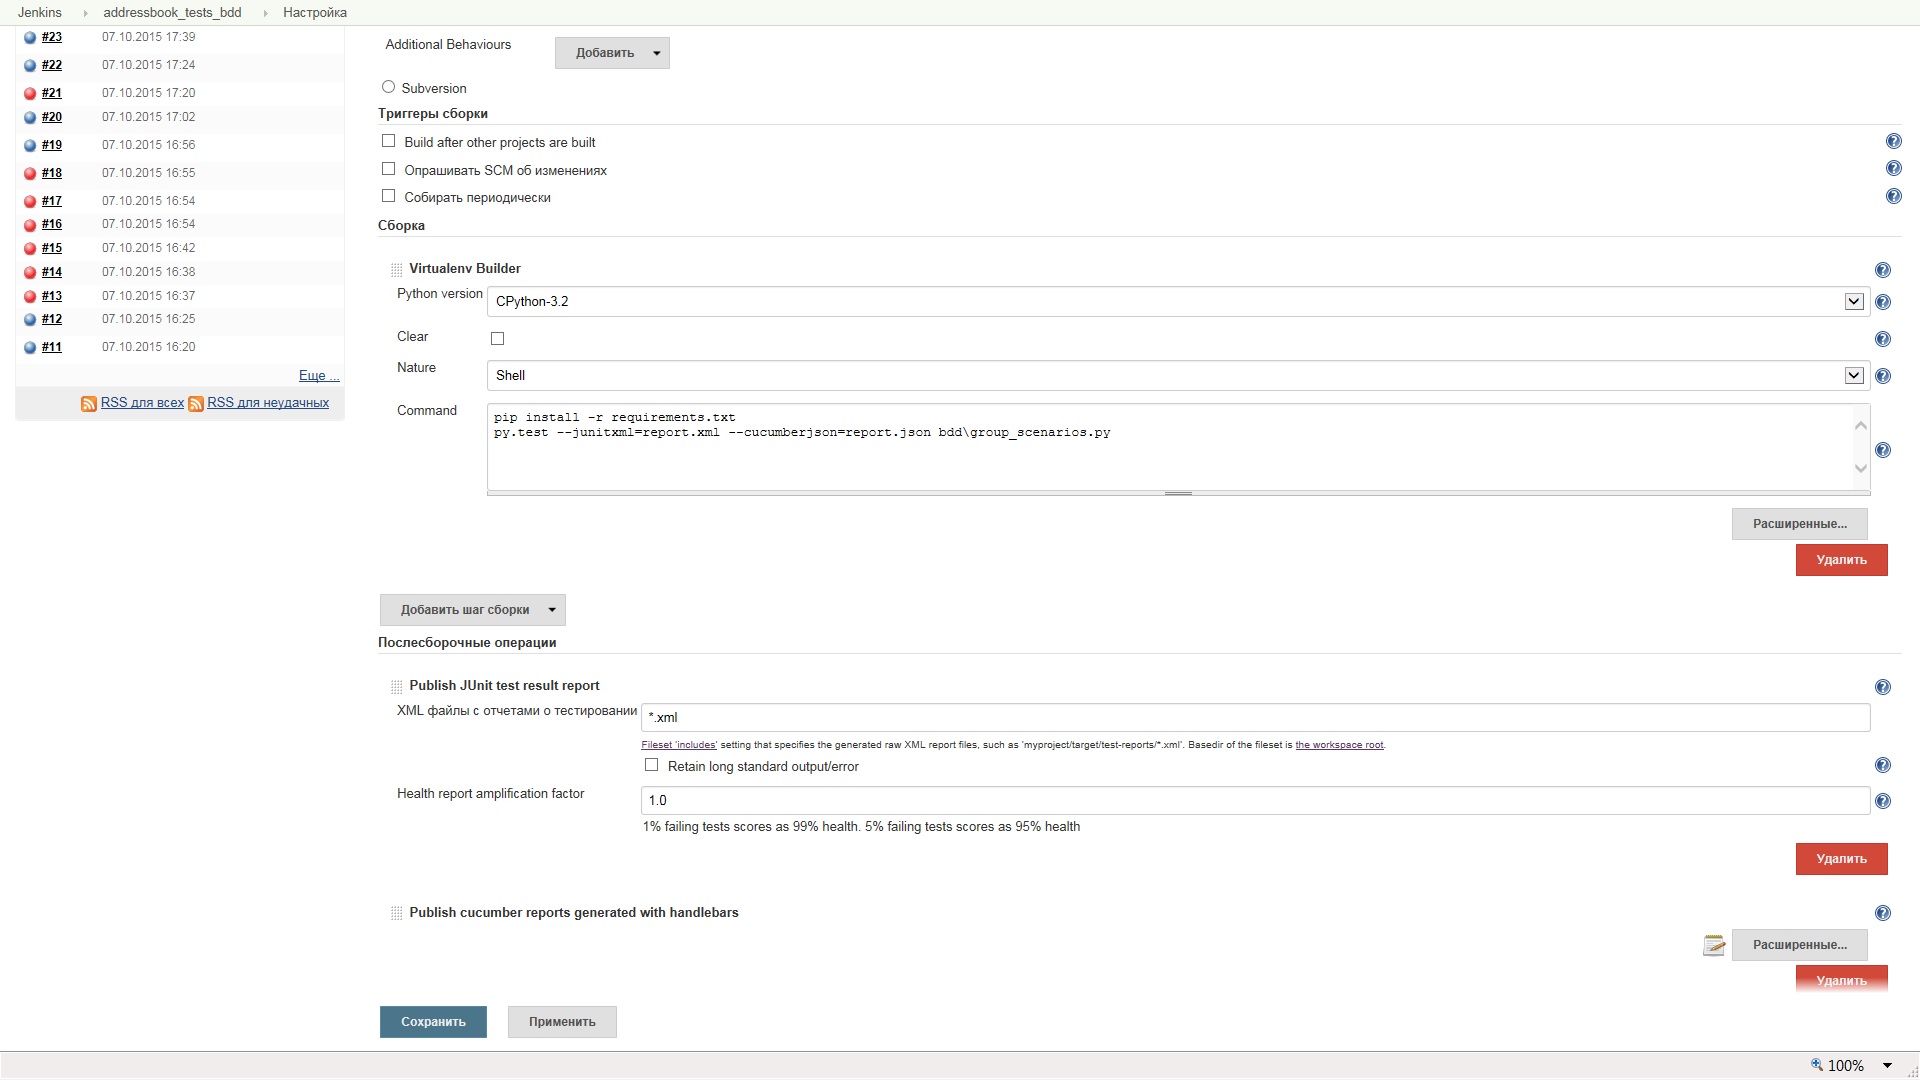 Jenkins addressbook_tests_bdd Настройка
#23 07.10.2015 17:39
#22 07.10.2015 17:24
#21 07.10.2015 17:20
#20 07.10.2015 17:02
#19 07.10.2015 16:56
#18 07.10.2015 16:55
#17 07.10.2015 16:54
#16 07.10.2015 16:54
#15 07.10.2015 16:42
#14 07.10.2015 16:38
#13 07.10.2015 16:37
#12 07.10.2015 16:25
#11 07.10.2015 16:20
Еще ...
RSS для всех RSS для неудачных
Additional Behaviours Добавить
Subversion
Триггеры сборки
Build after other projects are built
Опрашивать SCM об изменениях
Собирать периодически
Сборка
Virtualenv Builder
Python version CPython-3.2
Clear
Nature Shell
Command
pip install -r requirements.txt
py.test --junitxml=report.xml --cucumberjson=report.json bdd\group_scenarios.py
Расширенные...
Удалить
Добавить шаг сборки
Послесборочные операции
Publish JUnit test result report
XML файлы с отчетами о тестировании *.xml
Fileset 'includes' setting that specifies the generated raw XML report files, such as 'myproject/target/test-reports/*.xml'. Basedir of the fileset is the workspace root.
Retain long standard output/error
Health report amplification factor 1.0
1% failing tests scores as 99% health. 5% failing tests scores as 95% health
Удалить
Publish cucumber reports generated with handlebars
Расширенные...
Удалить
Сохранить Применить
100%